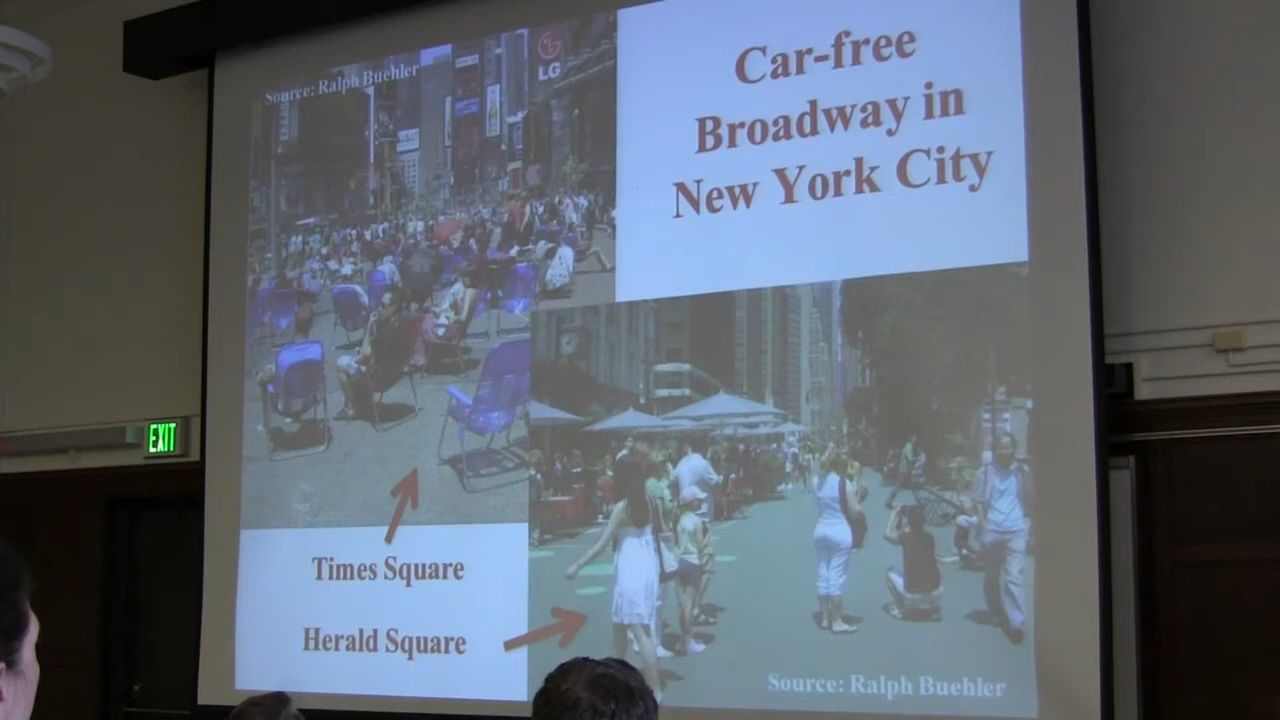 Source: Ralph Buehler
LG
Car-free
Broadway in
New York City
EXIT
Times Square
Herald Square
Source: Ralph Buehler